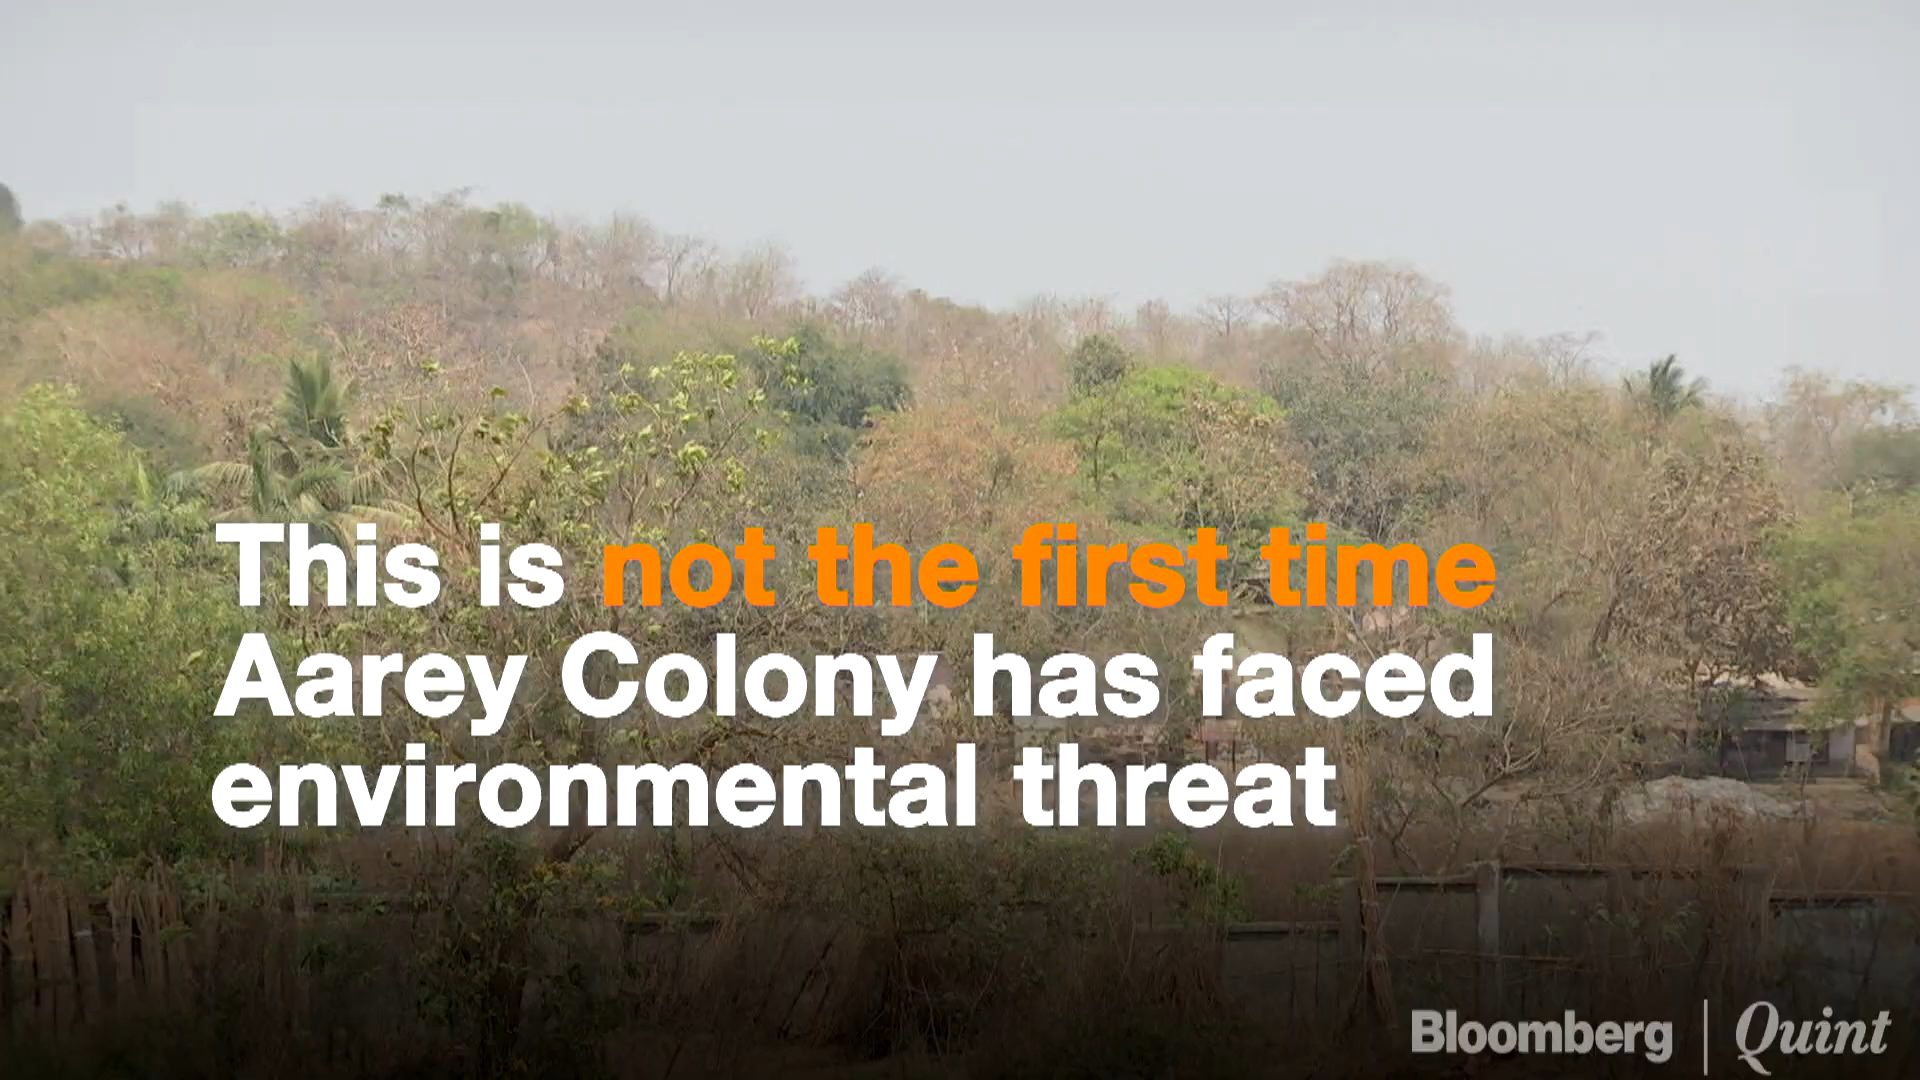 This is not the first time
Aarey Colony has faced
environmental threat
Bloomberg | Quint